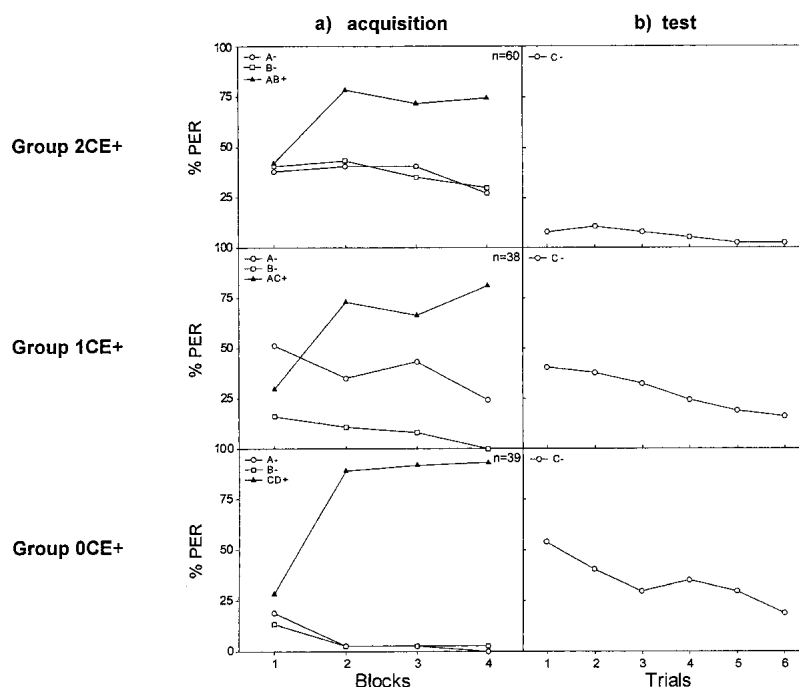 a) acquisition
b) test
Group 2CE+
% PER
100
75
50
25
A-
B-
AB+
n=60
C-
Group 1CE+
% PER
100
75
50
25
A-
B-
AC+
n=38
C-
Group 0CE+
% PER
100
75
50
25
0
A-
B-
CD+
n=39
C-
1 2 3 4
Blocks
1 2 3 4 5 6
Trials